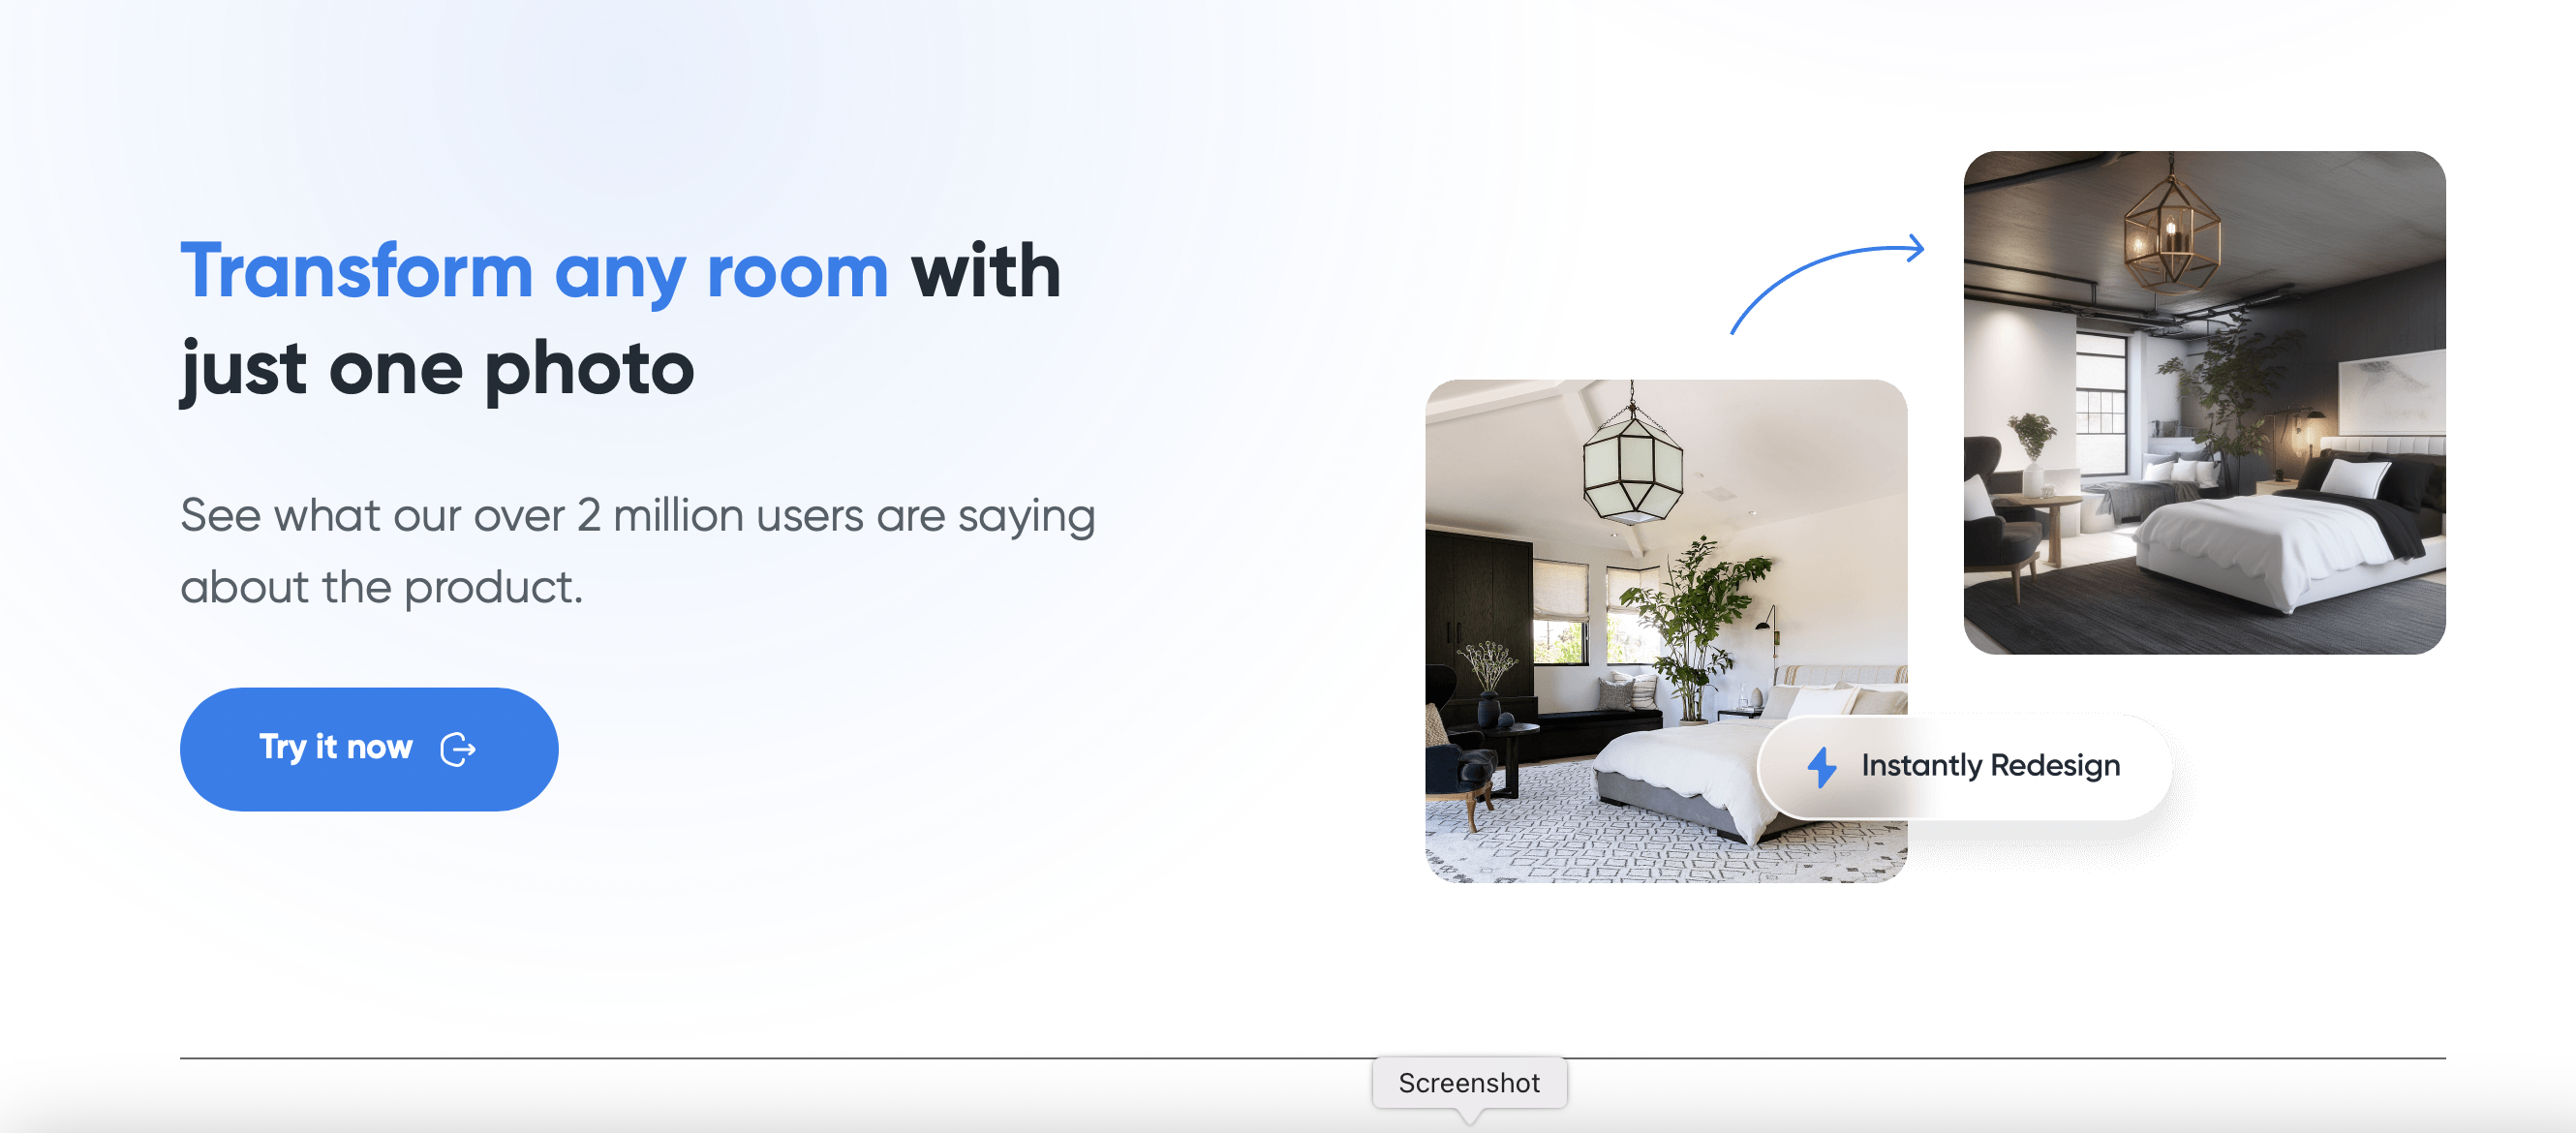 Transform any room with
just one photo
See what our over 2 million users are saying
about the product.
Try it now
Instantly Redesign
Screenshot